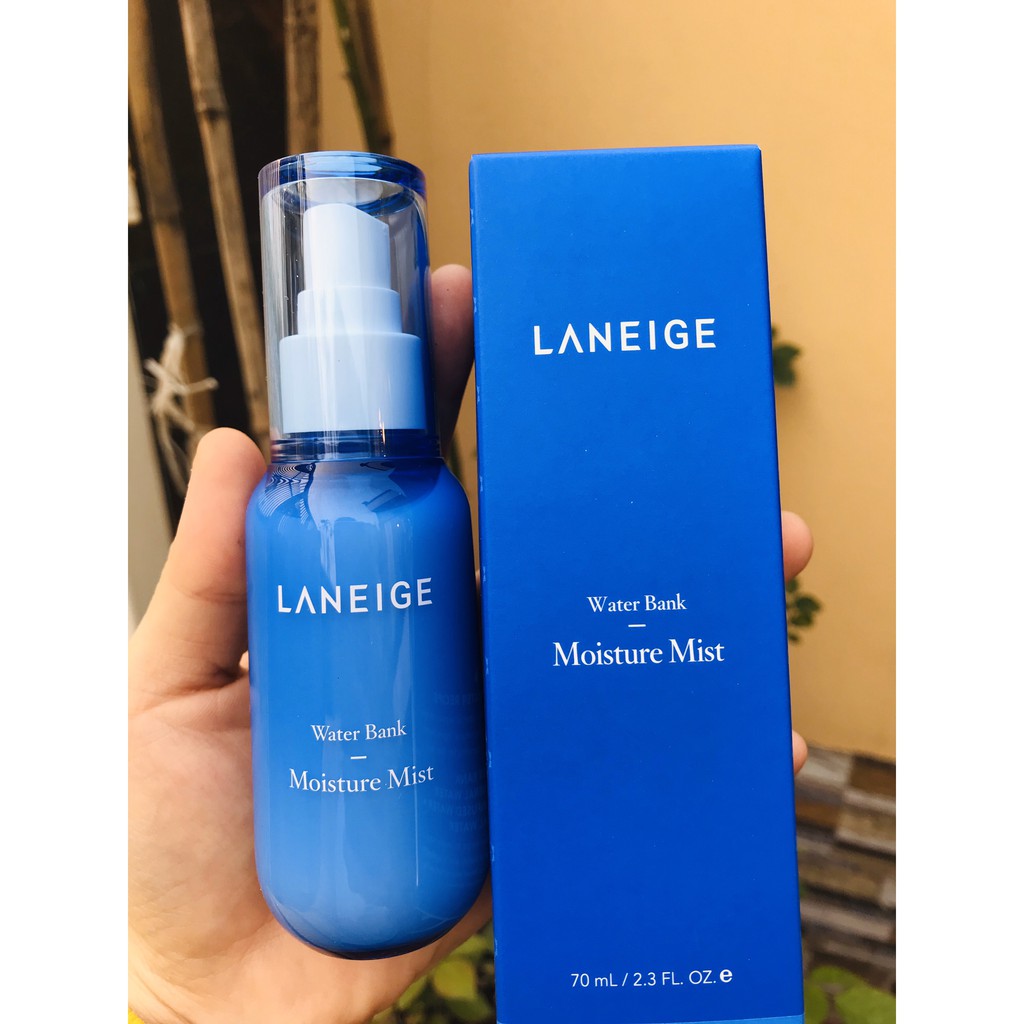 LANEIGE
Water Bank
Moisture Mist
LANEIGE
Water Bank
Moisture Mist
70 mL / 2.3 FL. OZ. e